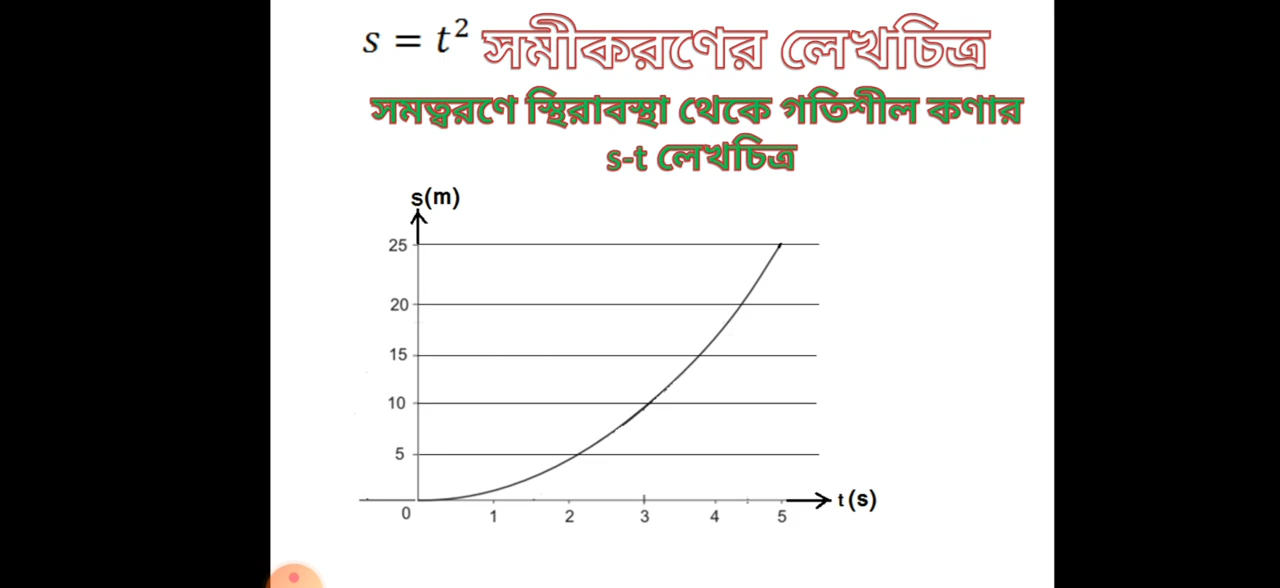 s = t² সমীকরণের লেখচিত্র
সমত্বরণে স্থিরাবস্থা থেকে গতিশীল কণার
s-t লেখচিত্র
s(m)
25
20
15
10
5
0 1 2 3 4 5 t(s)